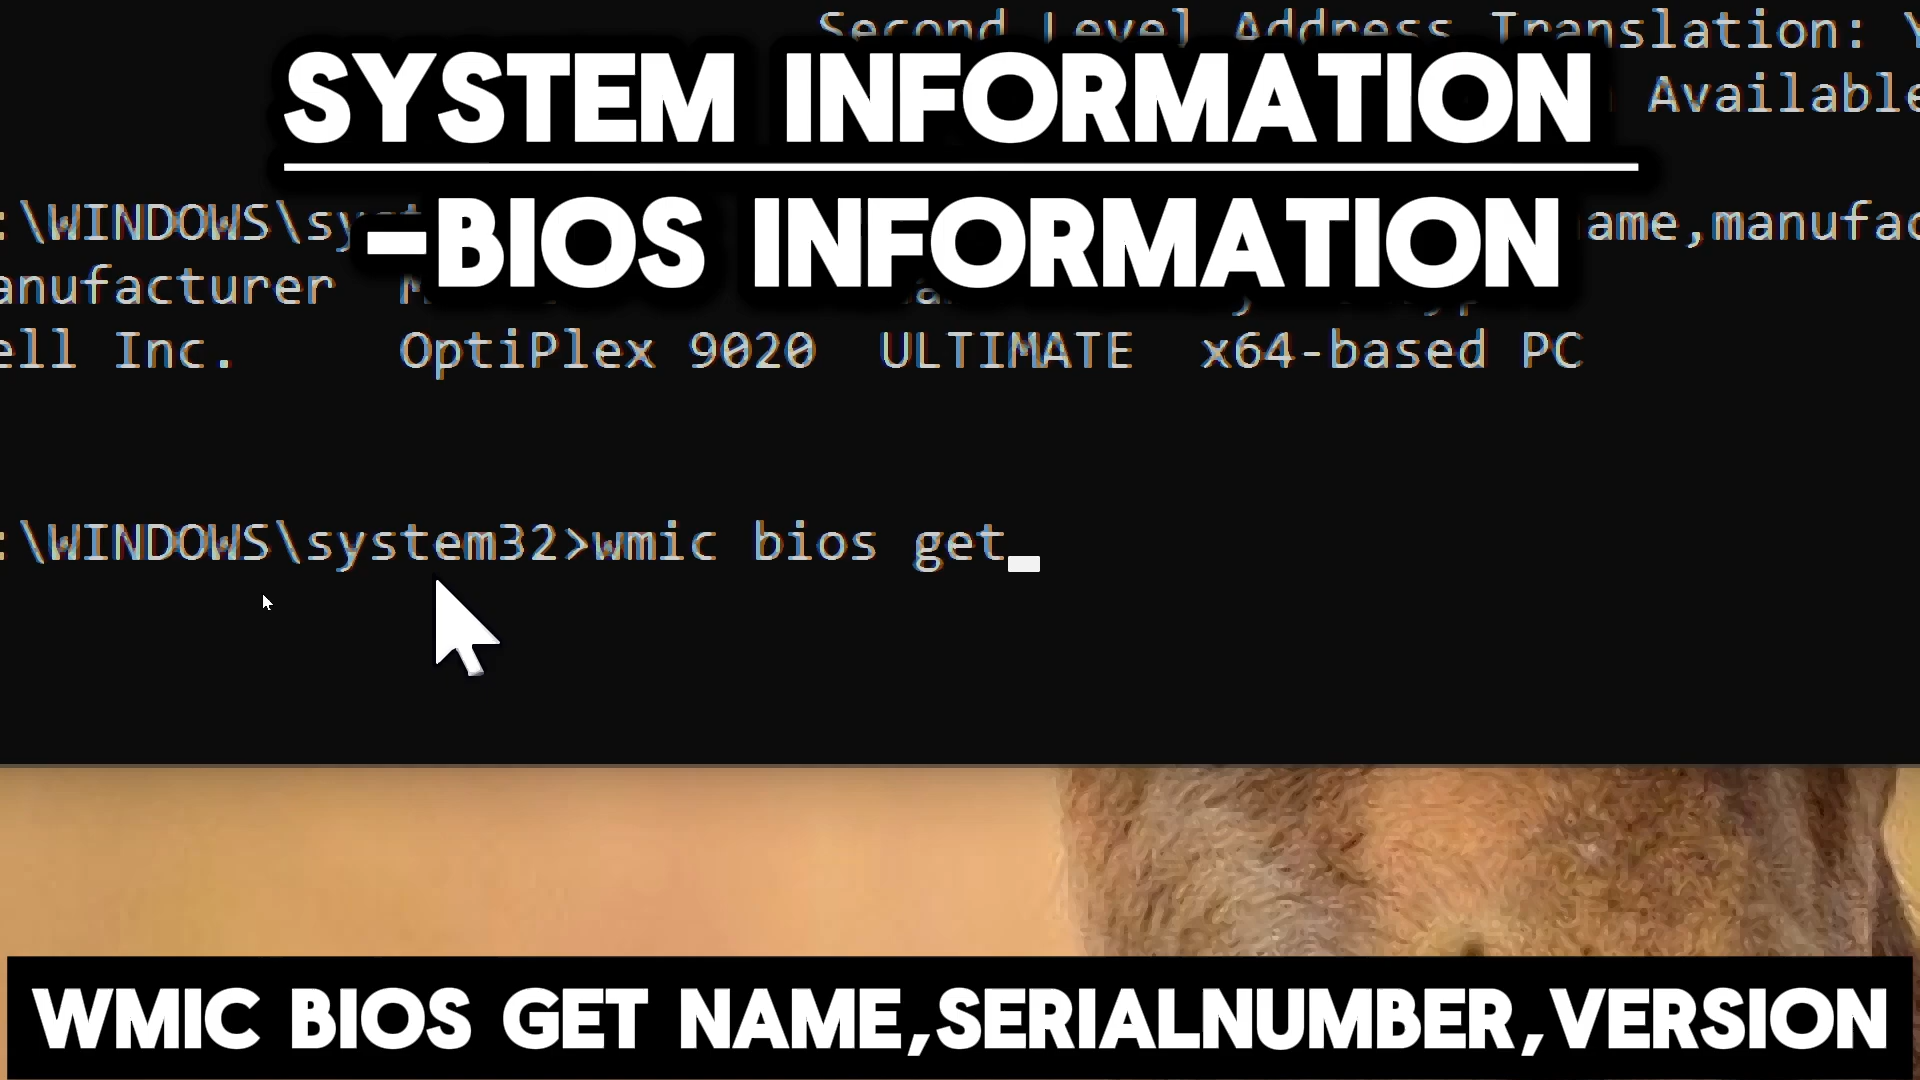 Second Level Address Translation: Y
SYSTEM INFORMATION
Available
-BIOS INFORMATION
:\WINDOWS\sys ame,manufac
anufacturer
ell Inc. OptiPlex 9020 ULTIMATE x64-based PC
:\WINDOWS\system32>wmic bios get
WMIC BIOS GET NAME,SERIALNUMBER,VERSION